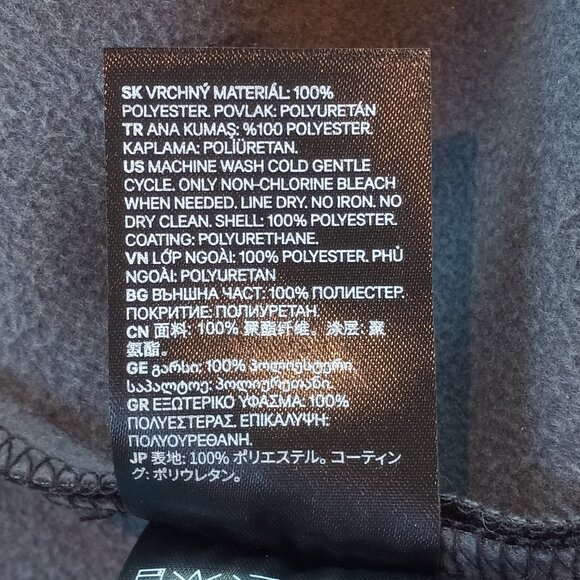 SK VRCHNÝ MATERIÁL: 100%
POLYESTER. POVLAK: POLYURETÁN
TR ANA KUMAŞ: %100 POLYESTER.
KAPLAMA: POLİÜRETAN.
US MACHINE WASH COLD GENTLE
CYCLE. ONLY NON-CHLORINE BLEACH
WHEN NEEDED. LINE DRY. NO IRON. NO
DRY CLEAN. SHELL: 100% POLYESTER.
COATING: POLYURETHANE.
VN LỚP NGOÀI: 100% POLYESTER. PHỦ
NGOÀI: POLYURETAN
BG ВЪНШНА ЧАСТ: 100% ПОЛИЕСТЕР.
ПОКРИТИЕ: ПОЛИУРЕТАН.
CN 面料: 100% 聚酯纤维。涂层: 聚
氨酯。
GE გარსი: 100% პოლიესტერი.
საპალტოე: პოლიურეთანი.
GR ΕΞΩΤΕΡΙΚΟ ΥΦΑΣΜΑ: 100%
ΠΟΛΥΕΣΤΕΡΑΣ. ΕΠΙΚΑΛΥΨΗ:
ΠΟΛΥΟΥΡΕΘΑΝΗ.
JP 表地: 100% ポリエステル。コーティン
グ: ポリウレタン。